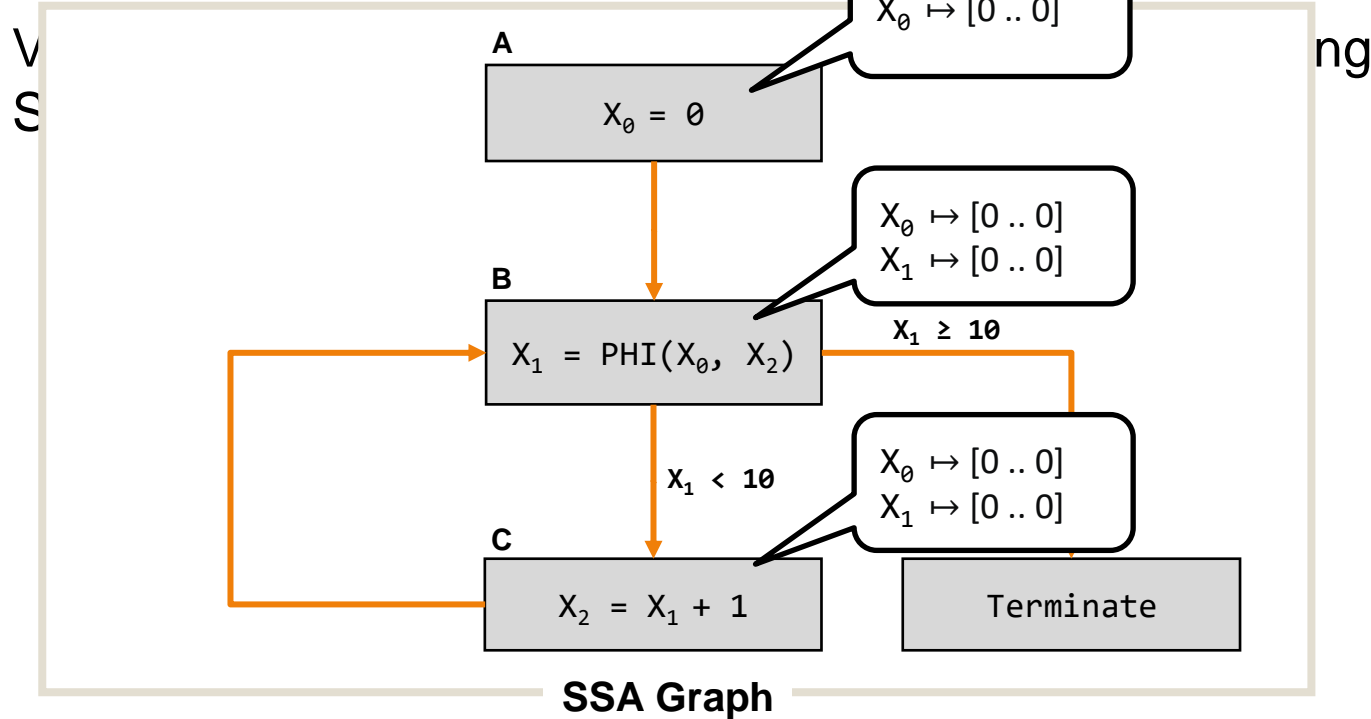 X₀ ↦ [0 .. 0]
A
X₀ = 0
X₀ ↦ [0 .. 0]
X₁ ↦ [0 .. 0]
B
X₁ = PHI(X₀, X₂)
X₁ ≥ 10
X₁ < 10
X₀ ↦ [0 .. 0]
X₁ ↦ [0 .. 0]
C
X₂ = X₁ + 1
Terminate
SSA Graph